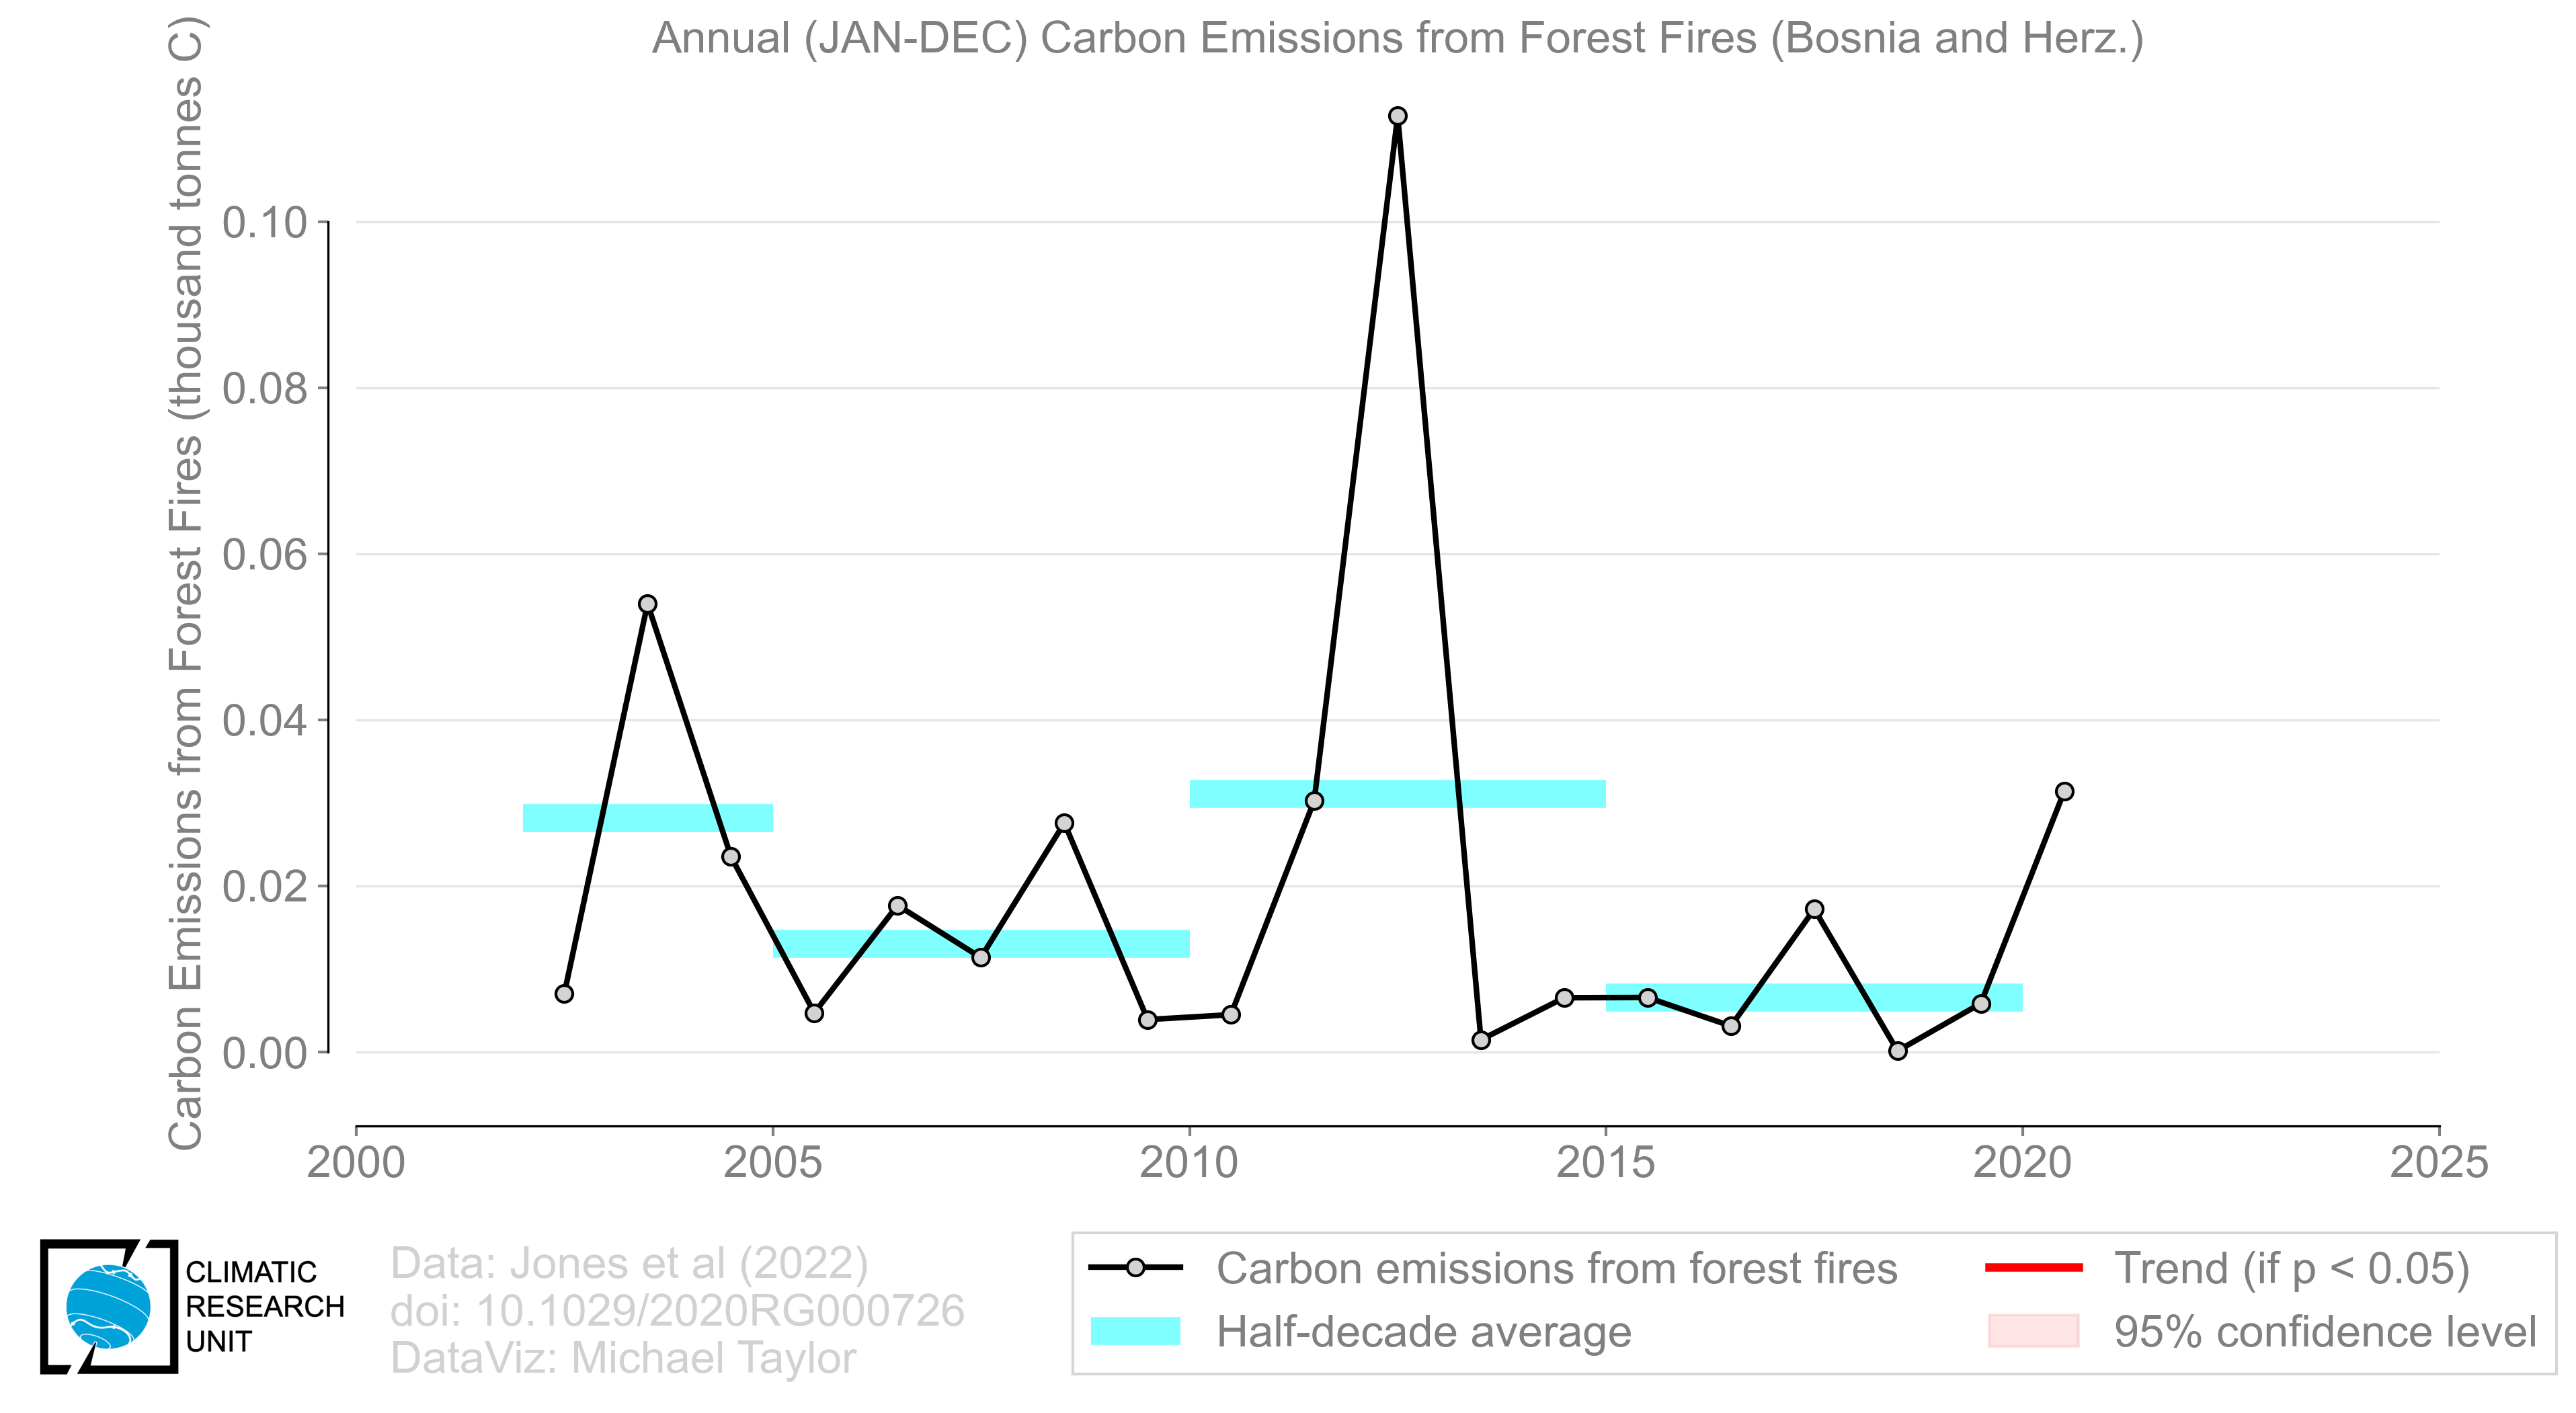 Annual (JAN-DEC) Carbon Emissions from Forest Fires (Bosnia and Herz.)
Carbon Emissions from Forest Fires (thousand tonnes C)
0.10
0.08
0.06
0.04
0.02
0.00
2000
2005
2010
2015
2020
2025
CLIMATIC
RESEARCH
UNIT
Data: Jones et al (2022)
doi: 10.1029/2020RG000726
DataViz: Michael Taylor
Carbon emissions from forest fires
Half-decade average
Trend (if p < 0.05)
95% confidence level